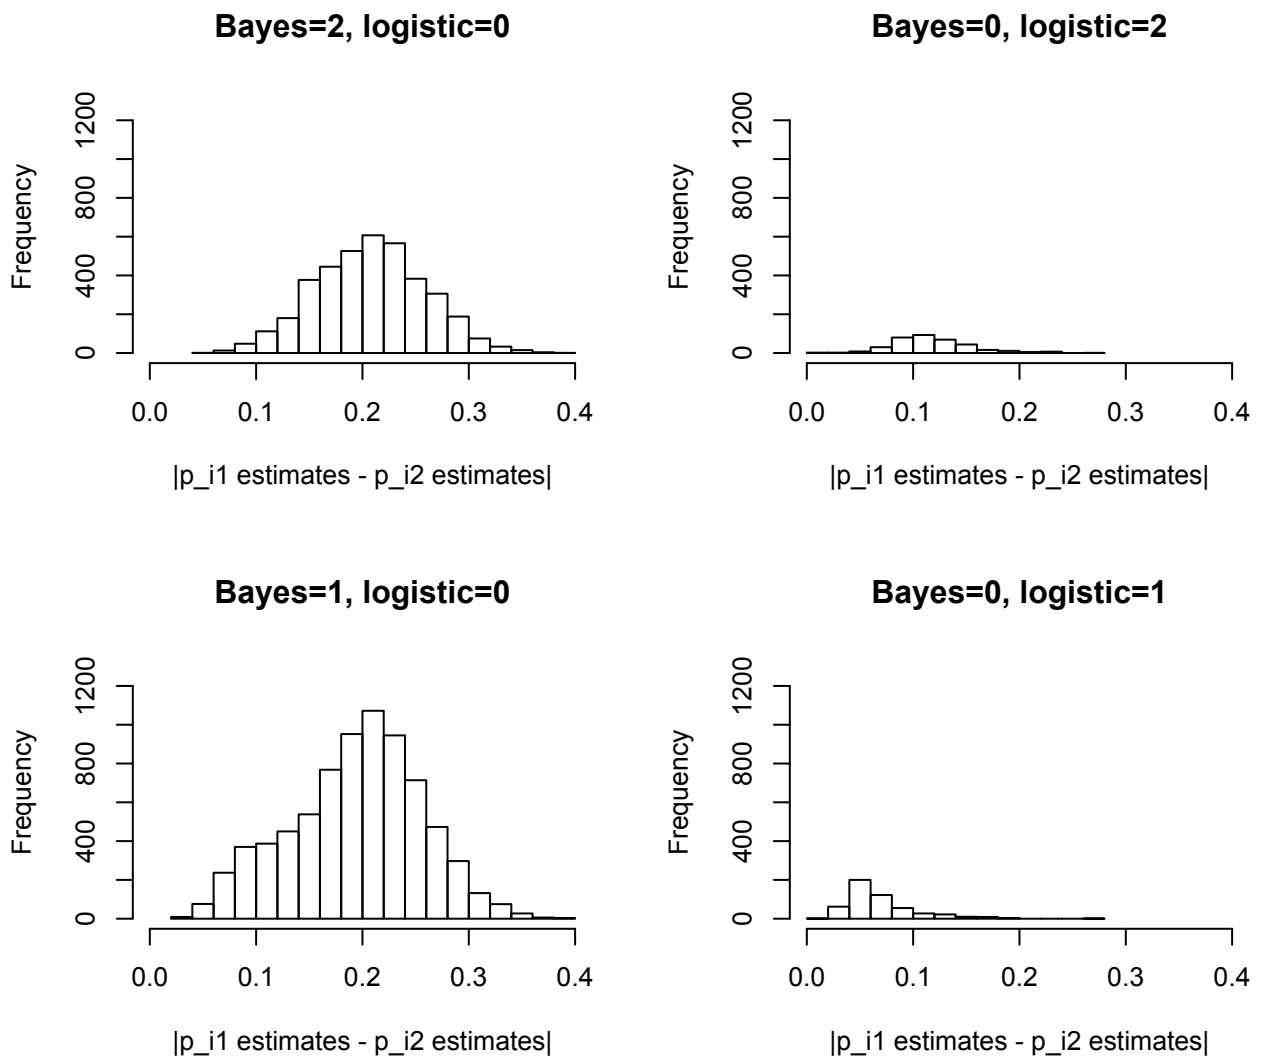 Bayes=2, logistic=0
Frequency
0 400 800 1200
0.0 0.1 0.2 0.3 0.4
|p_i1 estimates - p_i2 estimates|
Bayes=0, logistic=2
Frequency
0 400 800 1200
0.0 0.1 0.2 0.3 0.4
|p_i1 estimates - p_i2 estimates|
Bayes=1, logistic=0
Frequency
0 400 800 1200
0.0 0.1 0.2 0.3 0.4
|p_i1 estimates - p_i2 estimates|
Bayes=0, logistic=1
Frequency
0 400 800 1200
0.0 0.1 0.2 0.3 0.4
|p_i1 estimates - p_i2 estimates|